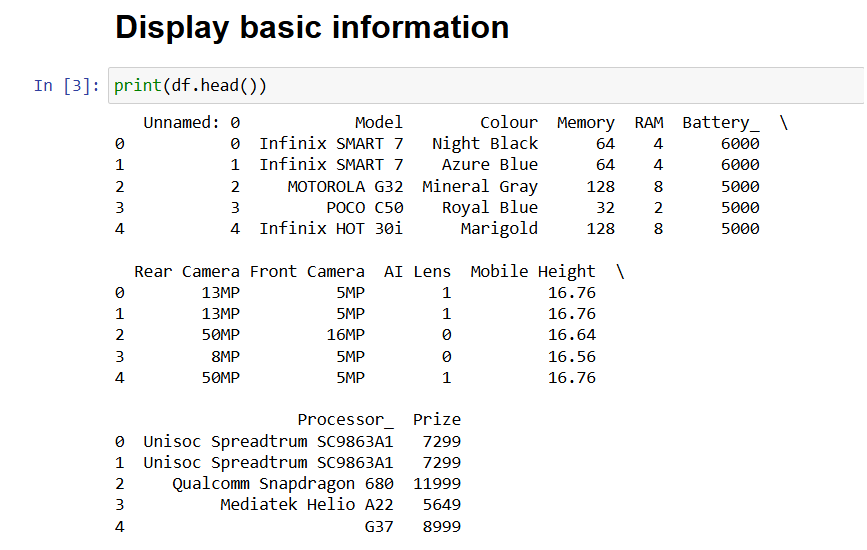 Display basic information
In [3]: print(df.head())
Unnamed: 0 Model Colour Memory RAM Battery_ \
0 0 Infinix SMART 7 Night Black 64 4 6000
1 1 Infinix SMART 7 Azure Blue 64 4 6000
2 2 MOTOROLA G32 Mineral Gray 128 8 5000
3 3 POCO C50 Royal Blue 32 2 5000
4 4 Infinix HOT 30i Marigold 128 8 5000
Rear Camera Front Camera AI Lens Mobile Height \
0 13MP 5MP 1 16.76
1 13MP 5MP 1 16.76
2 50MP 16MP 0 16.64
3 8MP 5MP 0 16.56
4 50MP 5MP 1 16.76
Processor_ Prize
0 Unisoc Spreadtrum SC9863A1 7299
1 Unisoc Spreadtrum SC9863A1 7299
2 Qualcomm Snapdragon 680 11999
3 Mediatek Helio A22 5649
4 G37 8999